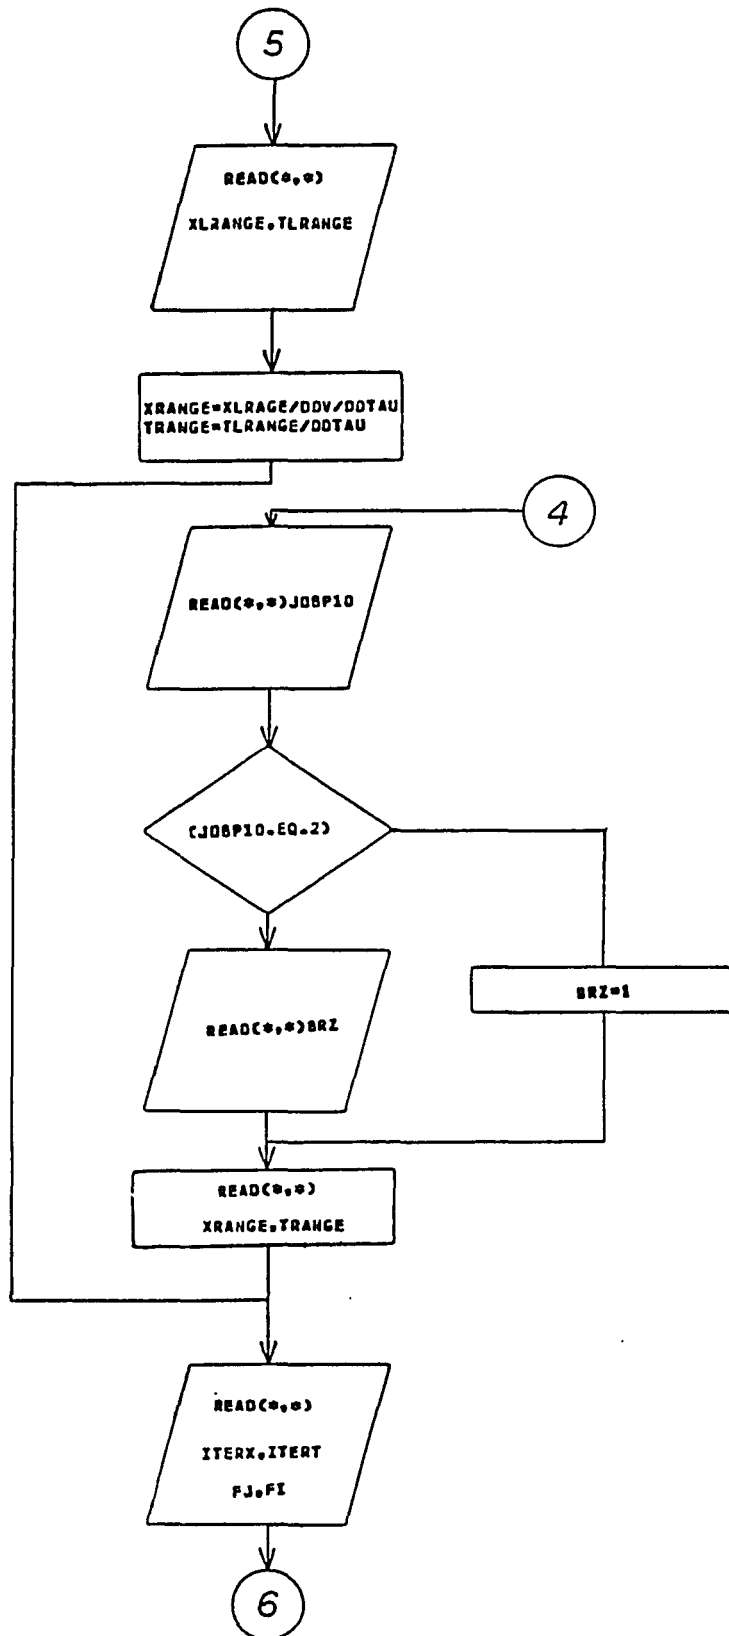 5
READ(*,*)
XLRANGE,TLRANGE
XRANGE=XLRAGE/DDV/DDTAU
TRANGE=TLRANGE/DDTAU
4
READ(*,*)JOBP10
(JOBP10.EQ.2)
READ(*,*)BRZ
BRZ=1
READ(*,*)
XRANGE,TRANGE
READ(*,*)
ITERX,ITERT
FJ,FI
6